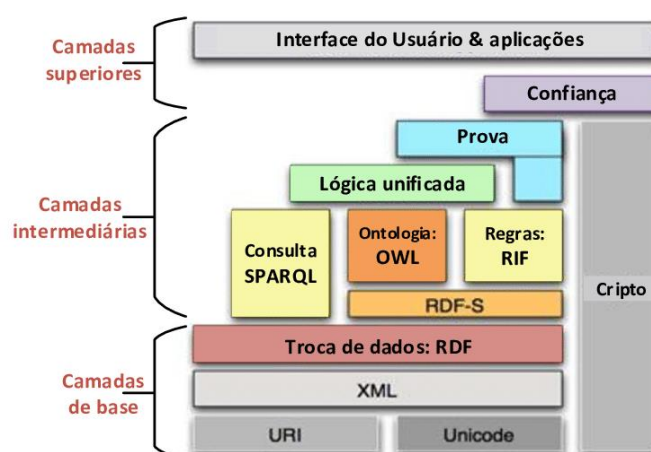 Camadas
superiores
Interface do Usuário & aplicações
Confiança
Camadas
intermediárias
Prova
Lógica unificada
Consulta
SPARQL
Ontologia:
OWL
Regras:
RIF
RDF-S
Cripto
Camadas
de base
Troca de dados: RDF
XML
URI
Unicode